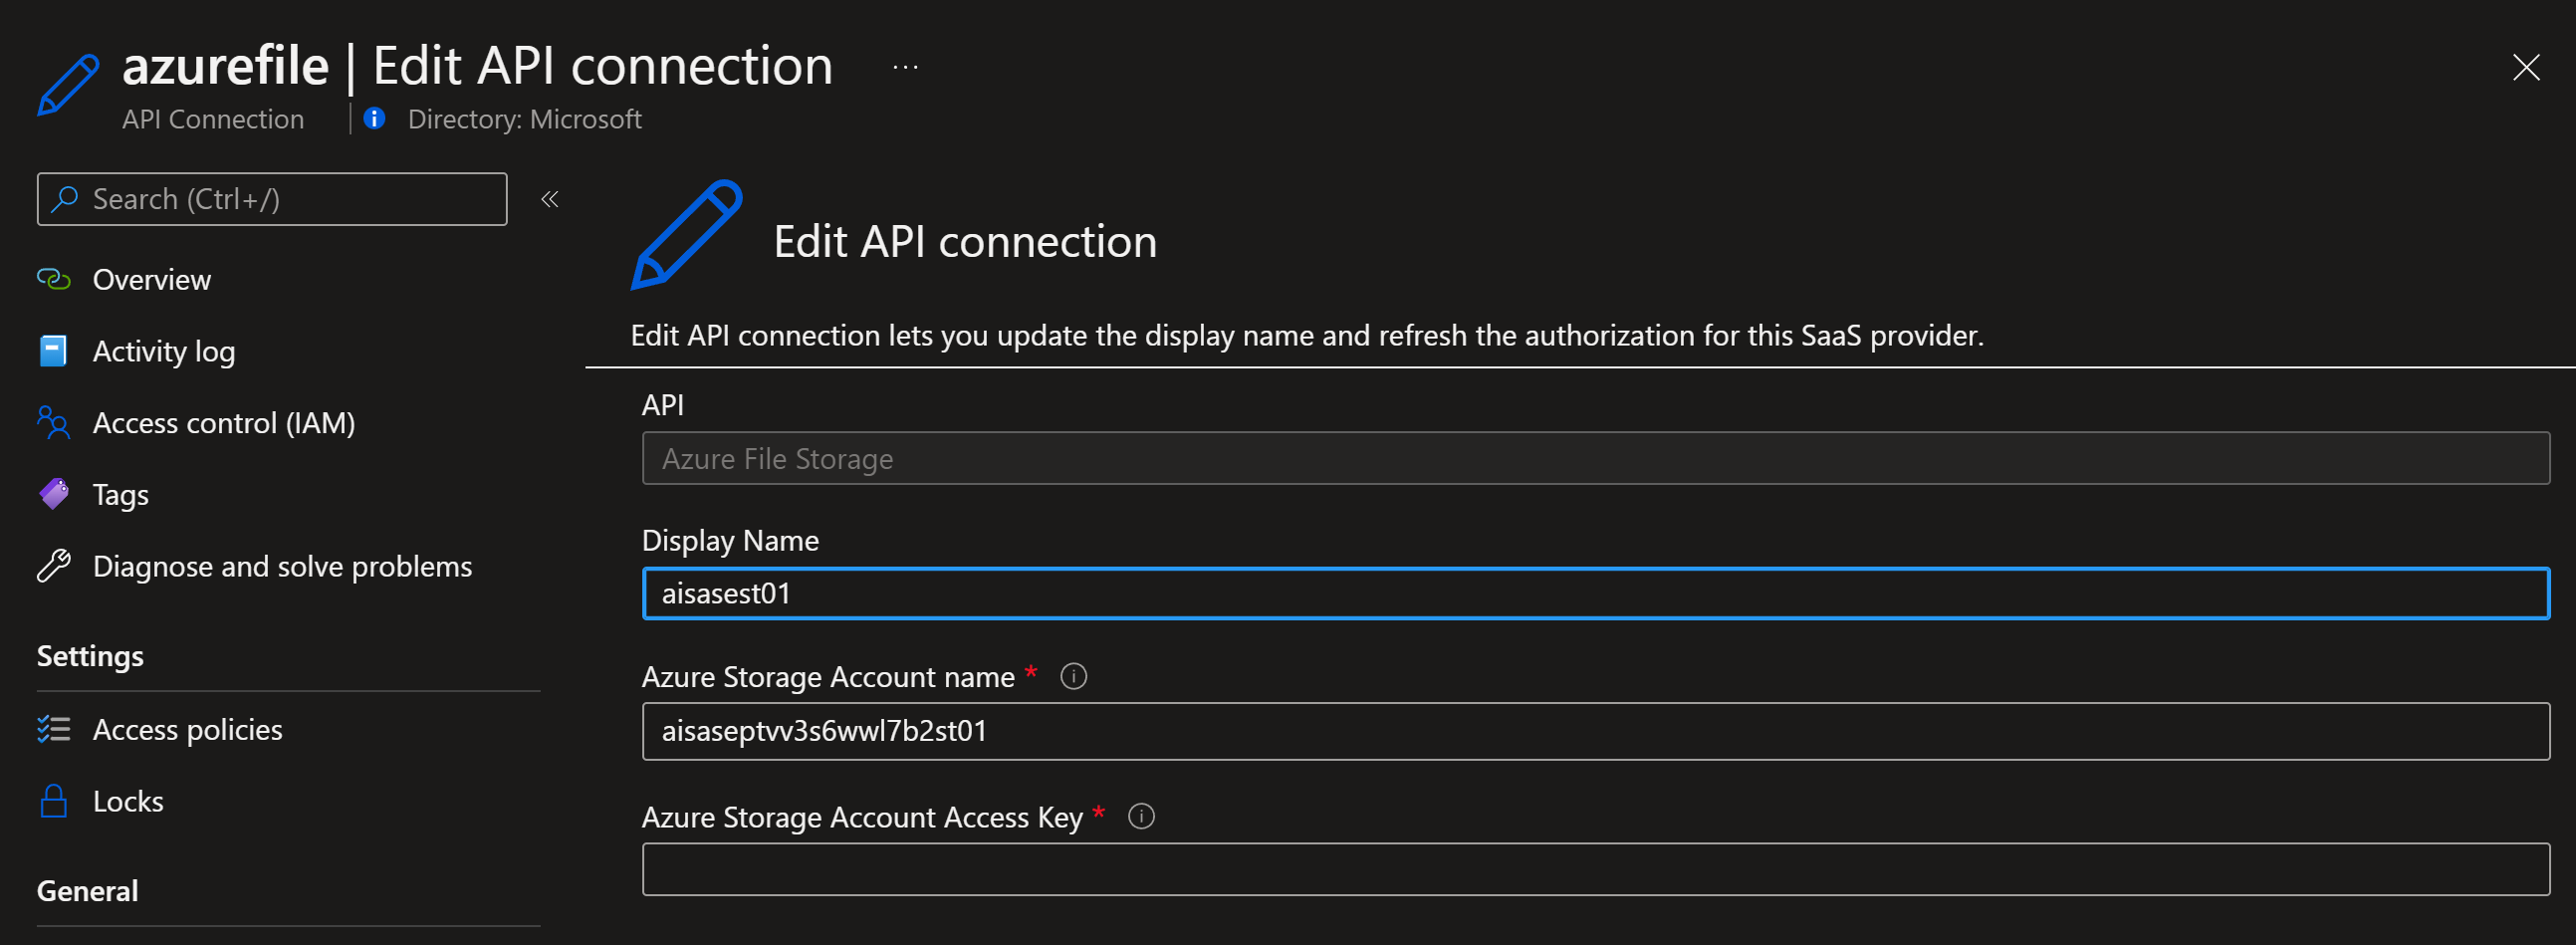 azurefile | Edit API connection ...
API Connection | Directory: Microsoft
Search (Ctrl+/)
Overview
Activity log
Access control (IAM)
Tags
Diagnose and solve problems
Settings
Access policies
Locks
General
Edit API connection
Edit API connection lets you update the display name and refresh the authorization for this SaaS provider.
API
Azure File Storage
Display Name
aisasest01
Azure Storage Account name *
aisaseptvv3s6wwl7b2st01
Azure Storage Account Access Key *